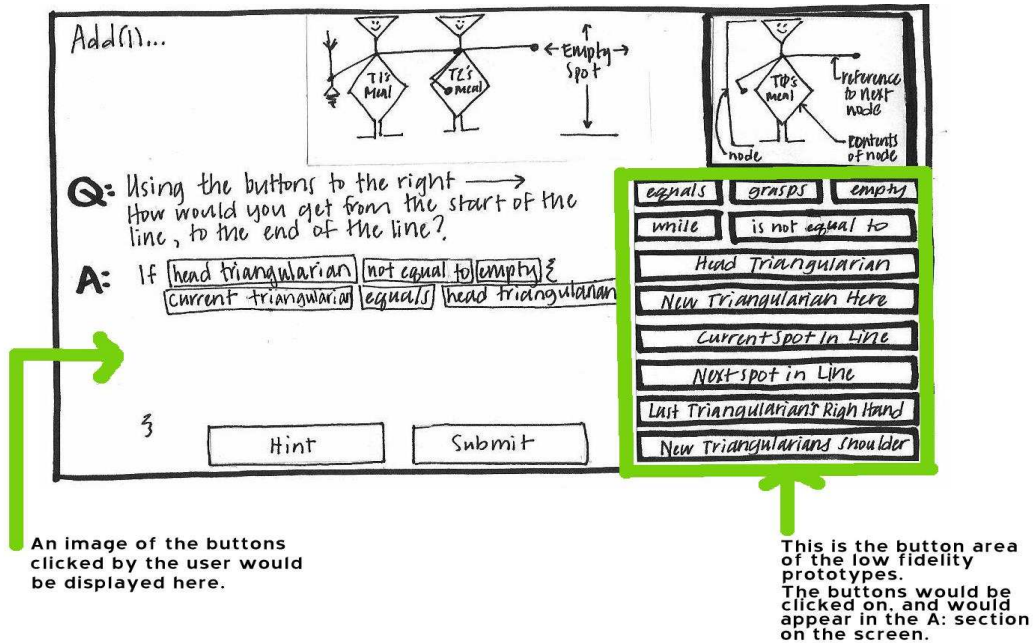 Add()...
T1's
Meal
T2's
meal
Empty
Spot
TØ's
meal
reference
to next
node
contents
of node
node
Q: Using the buttons to the right
How would you get from the start of the
line, to the end of the line?
A: If head triangularian not equal to empty {
current triangularian equals head triangularian
}
Hint Submit
equals grasps empty
while is not equal to
Head Triangularian
New Triangularian Here
Current Spot In Line
Next spot in Line
Last Triangularian's Righ Hand
New Triangularians Shoulder
An image of the buttons
clicked by the user would
be displayed here.
This is the button area
of the low fidelity
prototypes.
The buttons would be
clicked on, and would
appear in the A: section
on the screen.